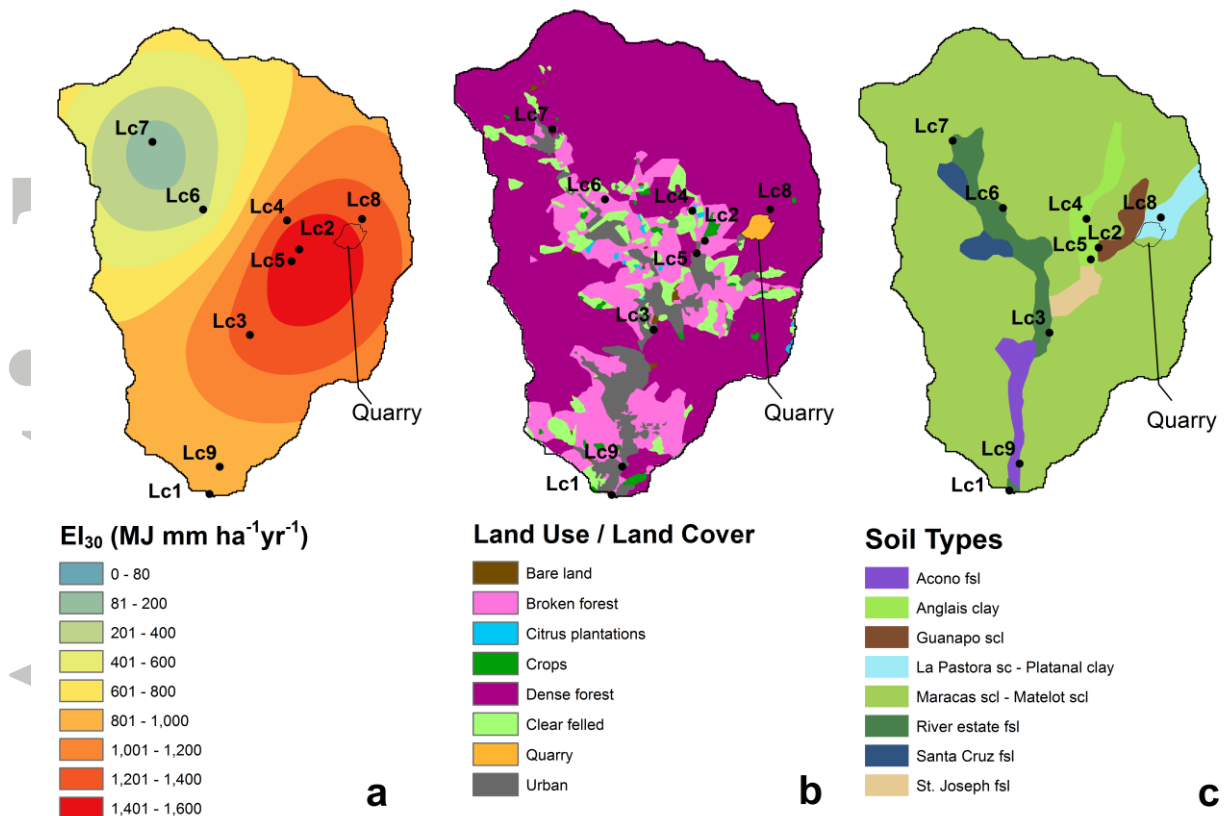 Lc7
Lc6
Lc4
Lc8
Lc2
Lc5
Lc3
Quarry
Lc9
Lc1
EI₃₀ (MJ mm ha⁻¹yr⁻¹)
0 - 80
81 - 200
201 - 400
401 - 600
601 - 800
801 - 1,000
1,001 - 1,200
1,201 - 1,400
1,401 - 1,600
a
Lc7
Lc6
Lc4
Lc8
Lc2
Lc5
Lc3
Quarry
Lc9
Lc1
Land Use / Land Cover
Bare land
Broken forest
Citrus plantations
Crops
Dense forest
Clear felled
Quarry
Urban
b
Lc7
Lc6
Lc4
Lc8
Lc2
Lc5
Lc3
Quarry
Lc9
Lc1
Soil Types
Acono fsl
Anglais clay
Guanapo scl
La Pastora sc - Platanal clay
Maracas scl - Matelot scl
River estate fsl
Santa Cruz fsl
St. Joseph fsl
c